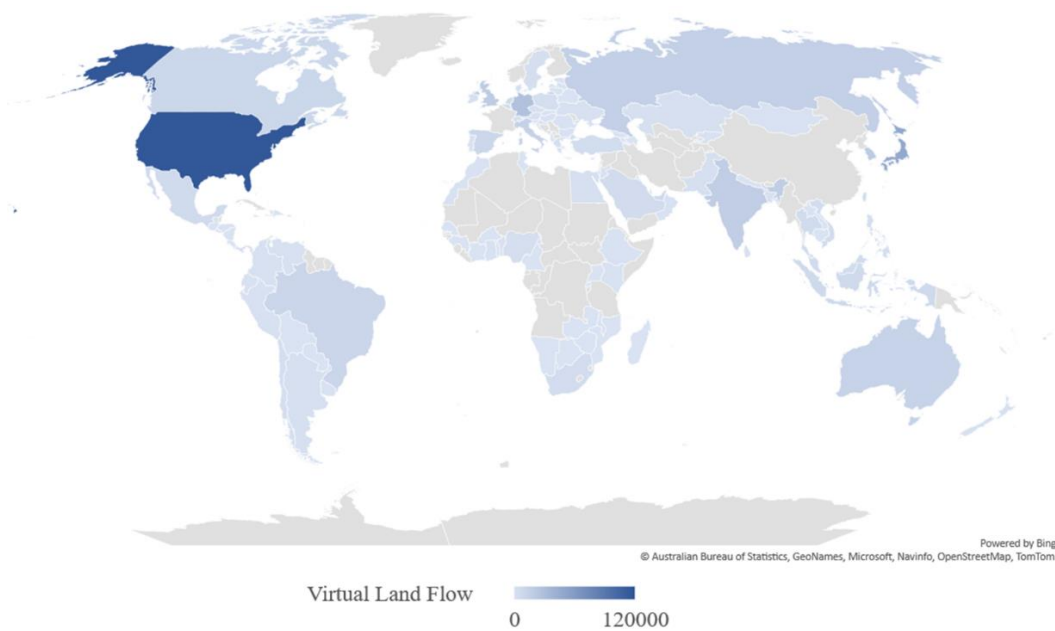 Powered by Bing
© Australian Bureau of Statistics, GeoNames, Microsoft, Navinfo, OpenStreetMap, TomTom
Virtual Land Flow
0 120000